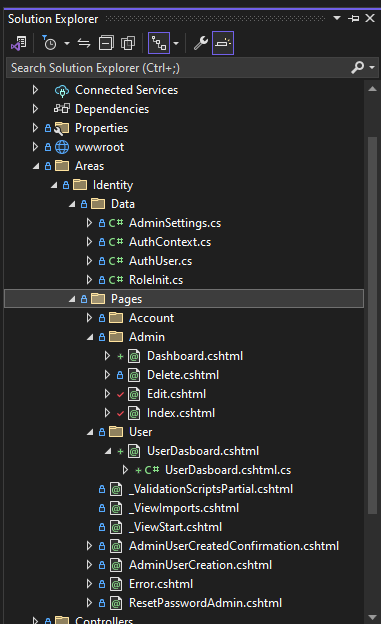 Solution Explorer
Search Solution Explorer (Ctrl+;)
Connected Services
Dependencies
Properties
wwwroot
Areas
Identity
Data
C# AdminSettings.cs
C# AuthContext.cs
C# AuthUser.cs
C# RoleInit.cs
Pages
Account
Admin
Dashboard.cshtml
Delete.cshtml
Edit.cshtml
Index.cshtml
User
UserDasboard.cshtml
C# UserDasboard.cshtml.cs
_ValidationScriptsPartial.cshtml
_ViewImports.cshtml
_ViewStart.cshtml
AdminUserCreatedConfirmation.cshtml
AdminUserCreation.cshtml
Error.cshtml
ResetPasswordAdmin.cshtml
Controllers